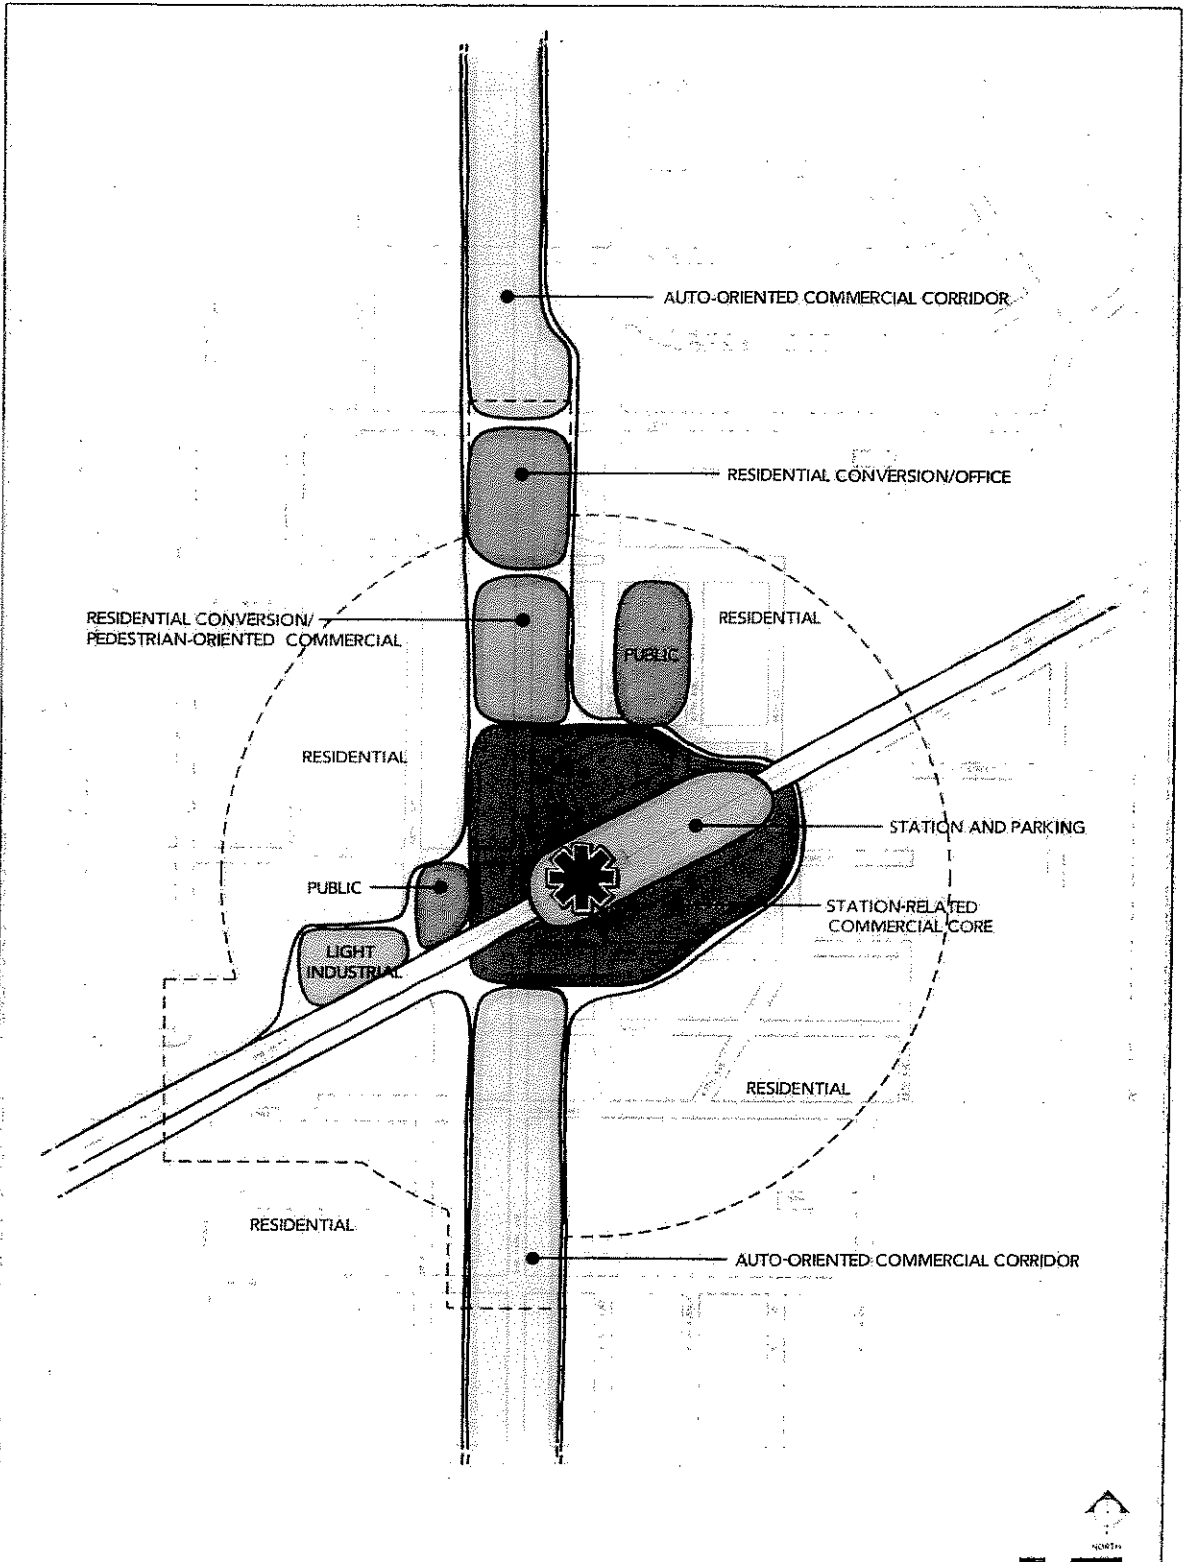 AUTO-ORIENTED COMMERCIAL CORRIDOR
RESIDENTIAL CONVERSION/OFFICE
RESIDENTIAL CONVERSION/
PEDESTRIAN-ORIENTED COMMERCIAL
RESIDENTIAL
PUBLIC
RESIDENTIAL
STATION AND PARKING
PUBLIC
STATION-RELATED
COMMERCIAL CORE
LIGHT
INDUSTRIAL
RESIDENTIAL
RESIDENTIAL
AUTO-ORIENTED COMMERCIAL CORRIDOR
NORTH